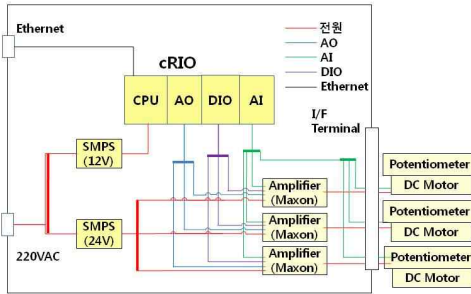 Ethernet
전원
AO
AI
DIO
Ethernet
cRIO
CPU
AO
DIO
AI
I/F
Terminal
SMPS
(12V)
SMPS
(24V)
220VAC
Amplifier
(Maxon)
Amplifier
(Maxon)
Amplifier
(Maxon)
Potentiometer
DC Motor
Potentiometer
DC Motor
Potentiometer
DC Motor